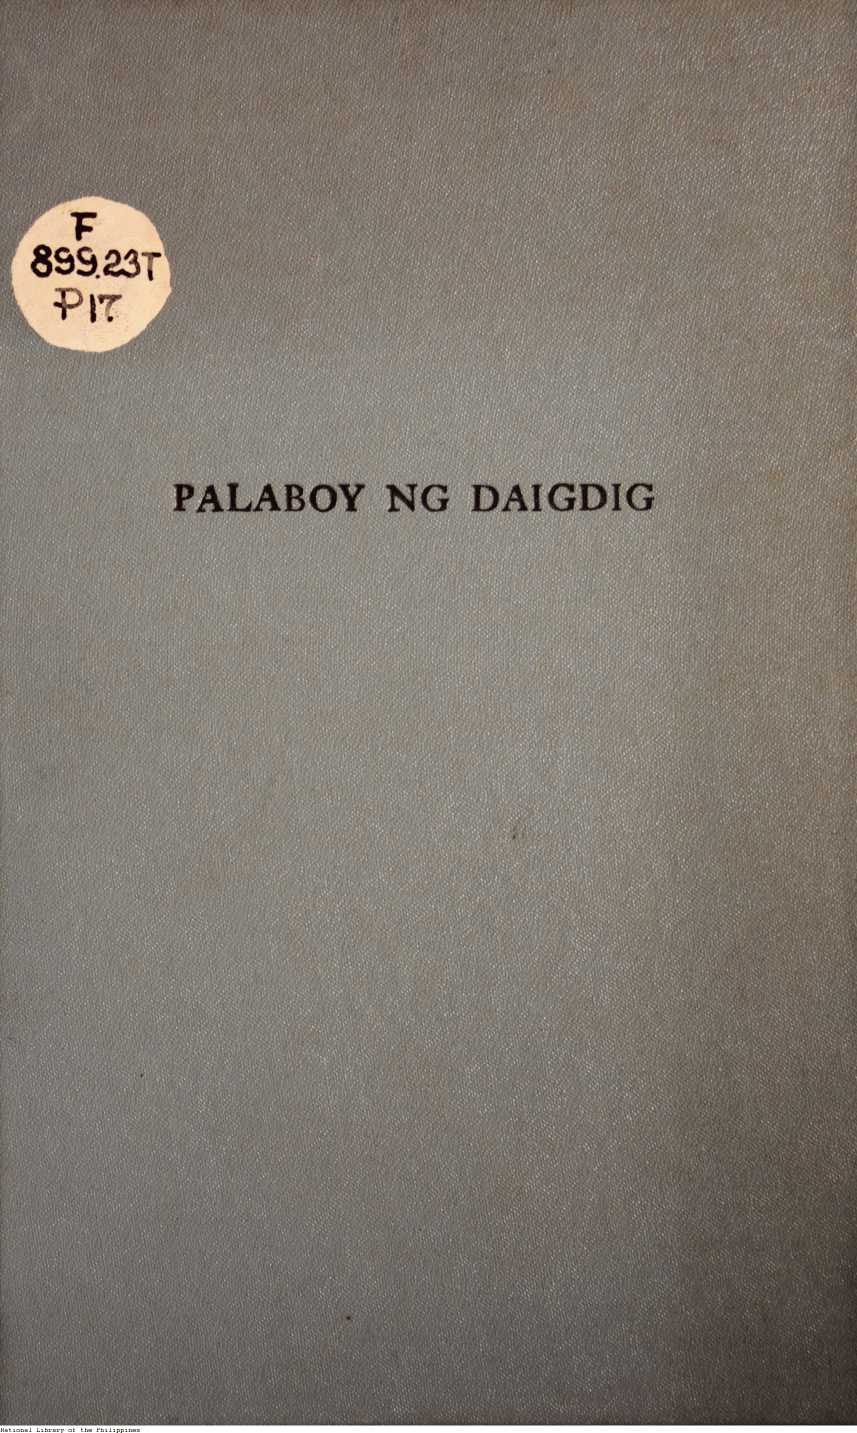 F
899.23T
P17
PALABOY NG DAIGDIG
National Library of the Philippines